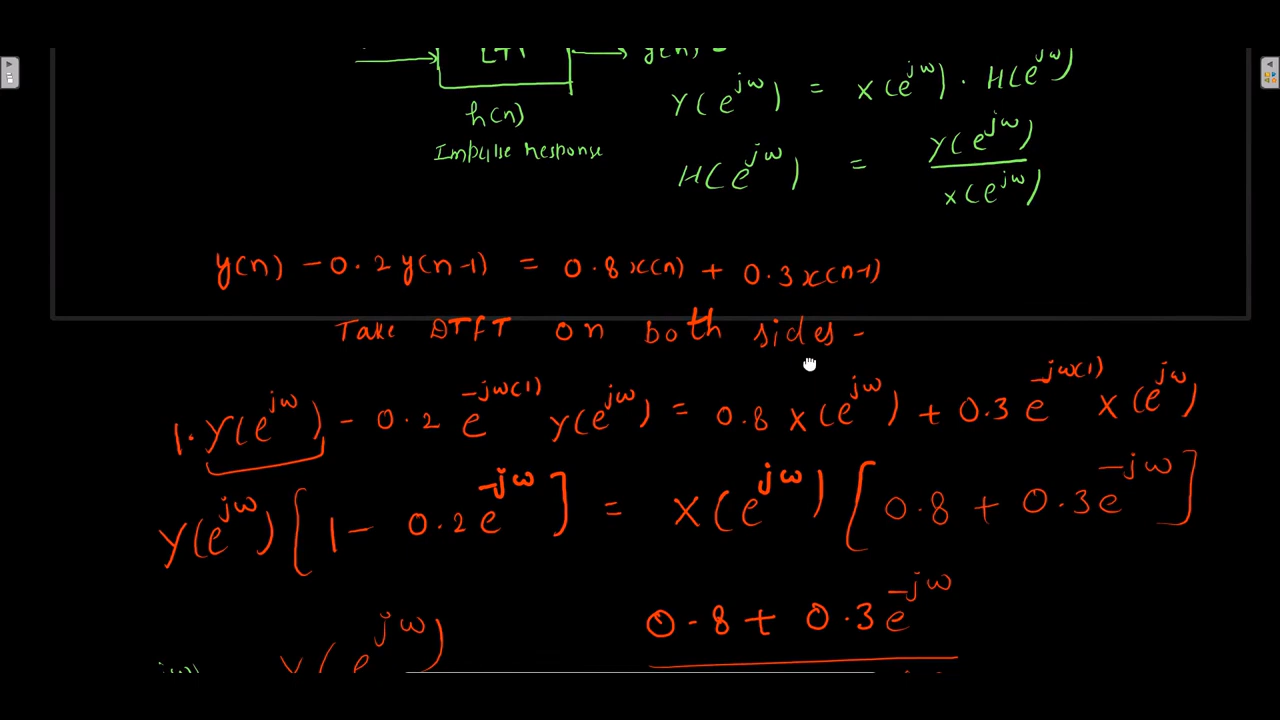 LTI y(n) =
h(n)
Impulse response
Y(e^{jω}) = X(e^{jω}) · H(e^{jω})
H(e^{jω}) = Y(e^{jω}) / X(e^{jω})
y(n) - 0.2 y(n-1) = 0.8 x(n) + 0.3 x(n-1)
Take DTFT on both sides -
1. Y(e^{jω}) - 0.2 e^{-jω(1)} Y(e^{jω}) = 0.8 X(e^{jω}) + 0.3 e^{-jω(1)} X(e^{jω})
Y(e^{jω}) [1 - 0.2 e^{-jω}] = X(e^{jω}) [0.8 + 0.3 e^{-jω}]
0.8 + 0.3 e^{-jω}
Y(e^{jω})